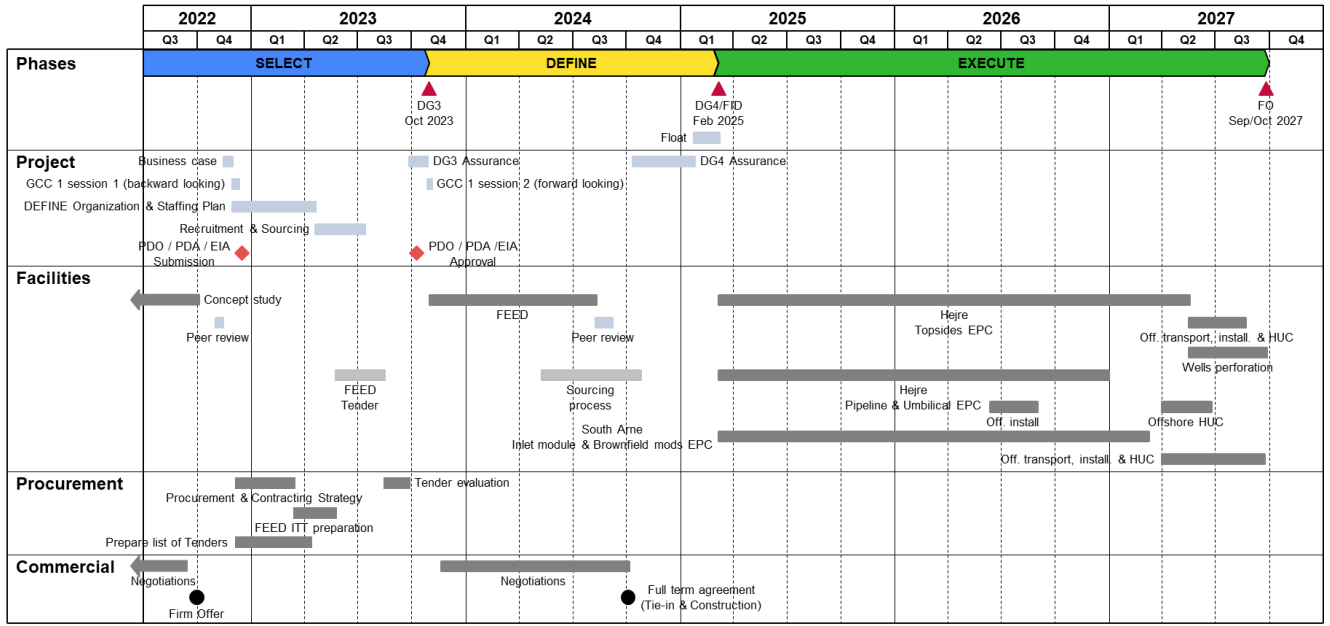 2022 2023 2024 2025 2026 2027
Q3 Q4 Q1 Q2 Q3 Q4 Q1 Q2 Q3 Q4 Q1 Q2 Q3 Q4 Q1 Q2 Q3 Q4 Q1 Q2 Q3 Q4
Phases
SELECT
DEFINE
EXECUTE
DG3
Oct 2023
DG4/FID
Feb 2025
FO
Sep/Oct 2027
Float
Project
Business case
DG3 Assurance
DG4 Assurance
GCC 1 session 1 (backward looking)
GCC 1 session 2 (forward looking)
DEFINE Organization & Staffing Plan
Recruitment & Sourcing
PDO / PDA / EIA
Submission
PDO / PDA /EIA
Approval
Facilities
Concept study
FEED
Hejre
Topsides EPC
Peer review
Peer review
Off. transport, install. & HUC
Wells perforation
FEED
Tender
Sourcing
process
Hejre
Pipeline & Umbilical EPC
Off. install
Offshore HUC
South Arne
Inlet module & Brownfield mods EPC
Off. transport, install. & HUC
Procurement
Tender evaluation
Procurement & Contracting Strategy
FEED ITT preparation
Prepare list of Tenders
Commercial
Negotiations
Negotiations
Firm Offer
Full term agreement
(Tie-in & Construction)